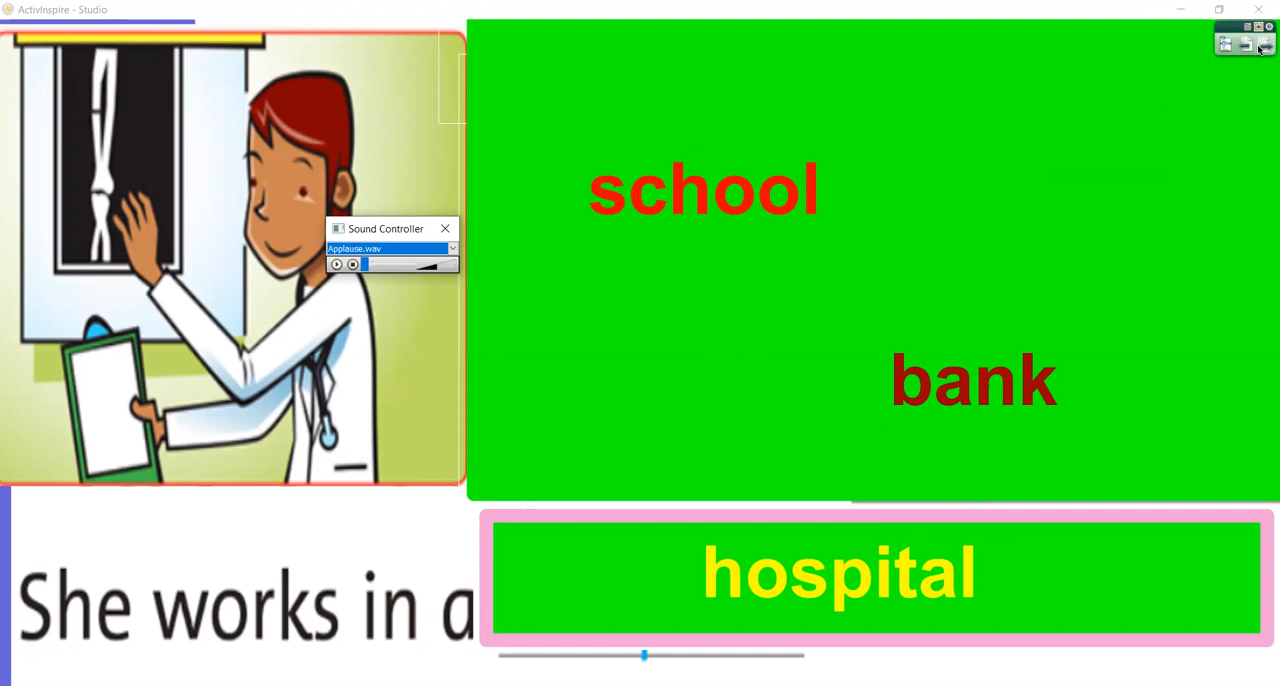 ActivInspire - Studio
school
Sound Controller
Applause.wav
bank
hospital
She works in a